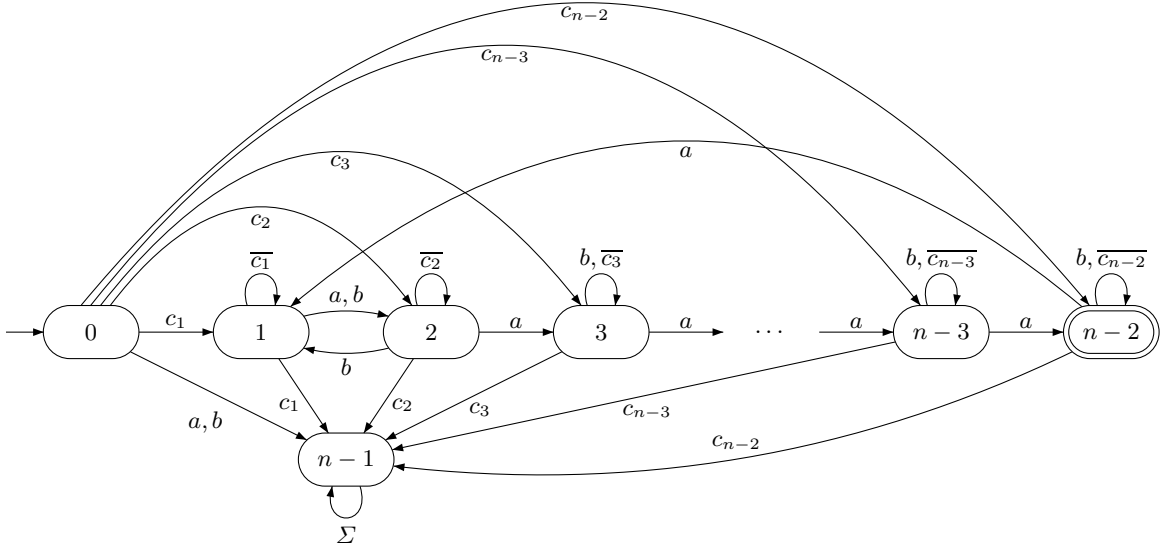 c_{n-2}
c_{n-3}
a
c_3
c_2
\overline{c_1}
\overline{c_2}
b, \overline{c_3}
b, \overline{c_{n-3}}
b, \overline{c_{n-2}}
a, b
0
c_1
1
2
a
3
a
⋯
a
n − 3
a
n − 2
b
c_1
c_2
c_3
c_{n-3}
a, b
c_{n-2}
n − 1
Σ